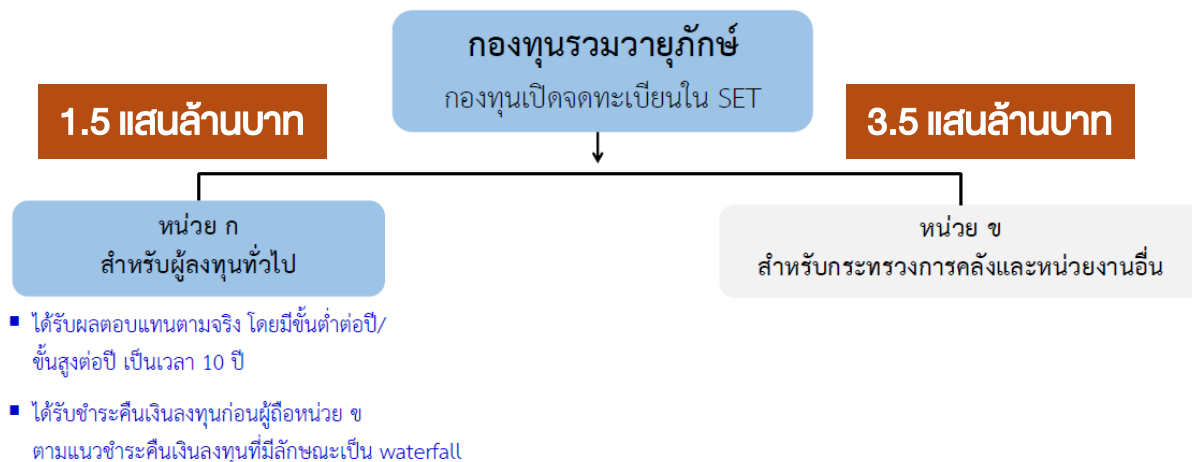 กองทุนรวมวายุภักษ์
กองทุนเปิดจดทะเบียนใน SET
1.5 แสนล้านบาท
3.5 แสนล้านบาท
หน่วย ก
สำหรับผู้ลงทุนทั่วไป
หน่วย ข
สำหรับกระทรวงการคลังและหน่วยงานอื่น
▪ ได้รับผลตอบแทนตามจริง โดยมีขั้นต่ำต่อปี/
ขั้นสูงต่อปี เป็นเวลา 10 ปี
▪ ได้รับชำระคืนเงินลงทุนก่อนผู้ถือหน่วย ข
ตามแนวชำระคืนเงินลงทุนที่มีลักษณะเป็น waterfall